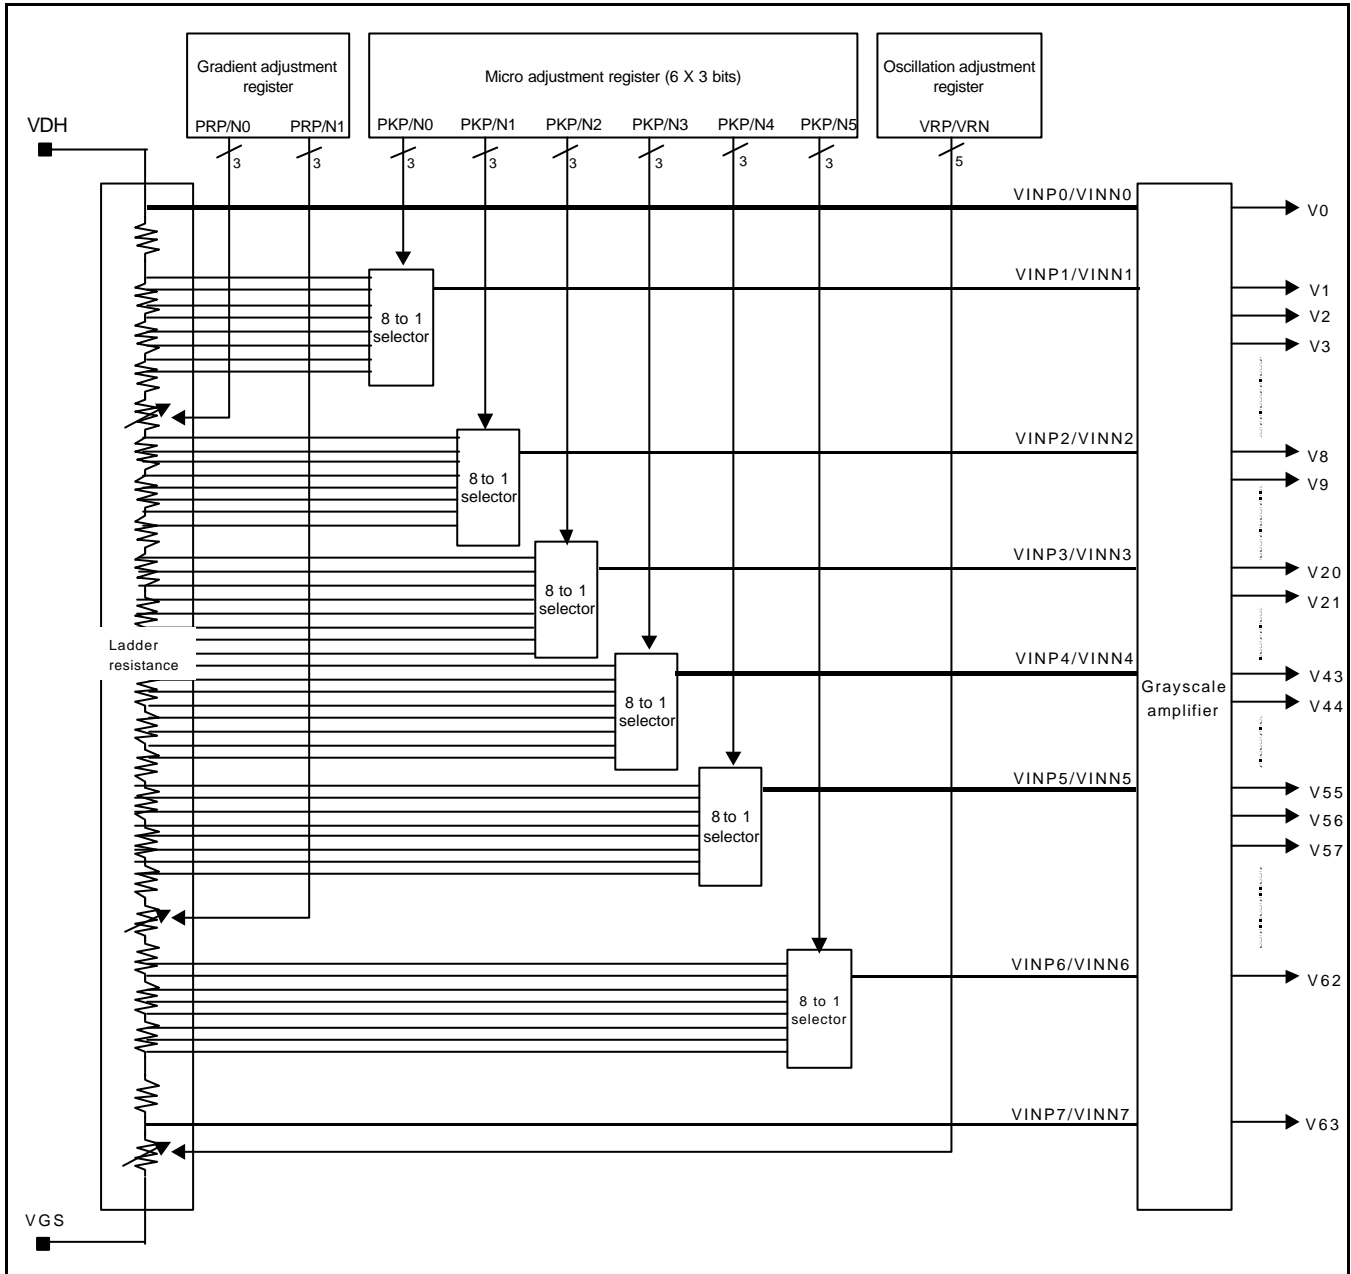 Gradient adjustment
register
PRP/N0
PRP/N1
3
3
Micro adjustment register (6 X 3 bits)
PKP/N0
PKP/N1
PKP/N2
PKP/N3
PKP/N4
PKP/N5
3
3
3
3
3
3
Oscillation adjustment
register
VRP/VRN
5
VDH
VINP0/VINN0
V0
VINP1/VINN1
V1
8 to 1
selector
V2
V3
VINP2/VINN2
V8
8 to 1
selector
V9
VINP3/VINN3
V20
8 to 1
selector
V21
Ladder
resistance
VINP4/VINN4
V43
8 to 1
selector
Grayscale
amplifier
V44
VINP5/VINN5
V55
8 to 1
selector
V56
V57
VINP6/VINN6
V62
8 to 1
selector
VINP7/VINN7
V63
VGS